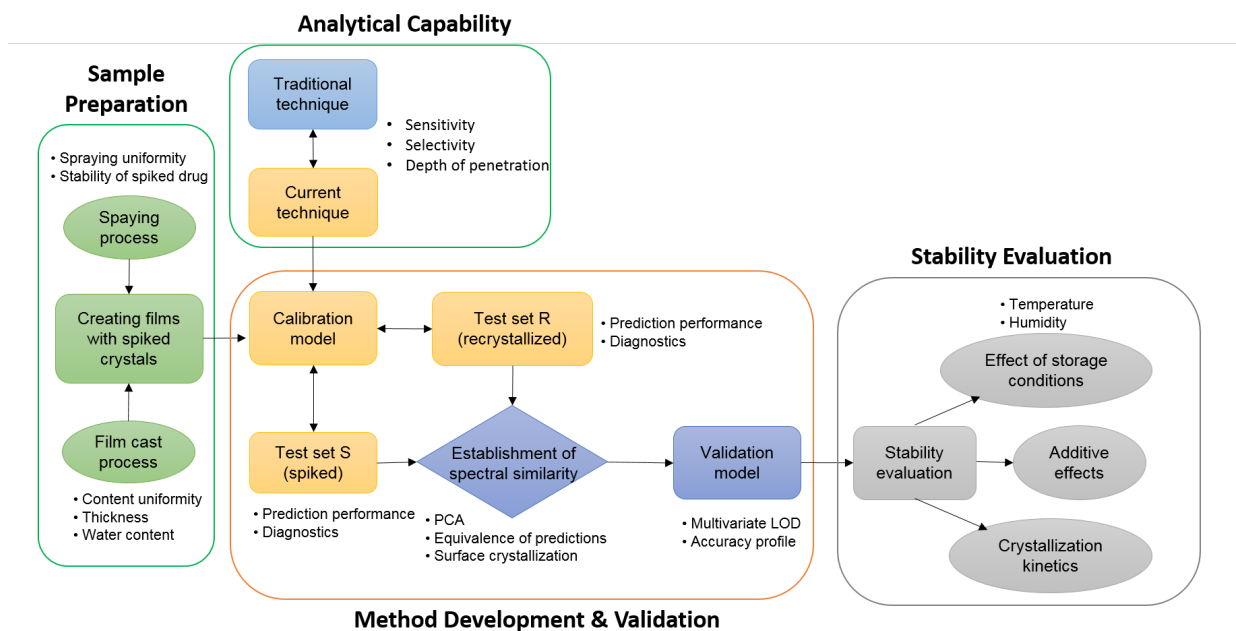 Analytical Capability
Sample
Preparation
Traditional
technique
• Sensitivity
• Selectivity
• Depth of penetration
Current
technique
• Spraying uniformity
• Stability of spiked drug
Spaying
process
Creating films
with spiked
crystals
Film cast
process
• Content uniformity
• Thickness
• Water content
Calibration
model
Test set R
(recrystallized)
• Prediction performance
• Diagnostics
Test set S
(spiked)
• Prediction performance
• Diagnostics
Establishment of
spectral similarity
• PCA
• Equivalence of predictions
• Surface crystallization
Validation
model
• Multivariate LOD
• Accuracy profile
Method Development & Validation
Stability Evaluation
• Temperature
• Humidity
Effect of storage
conditions
Stability
evaluation
Additive
effects
Crystallization
kinetics